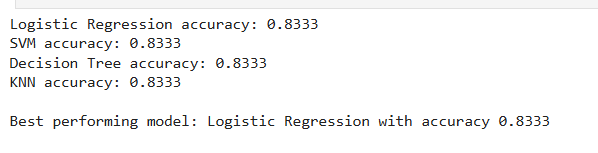 Logistic Regression accuracy: 0.8333
SVM accuracy: 0.8333
Decision Tree accuracy: 0.8333
KNN accuracy: 0.8333
Best performing model: Logistic Regression with accuracy 0.8333